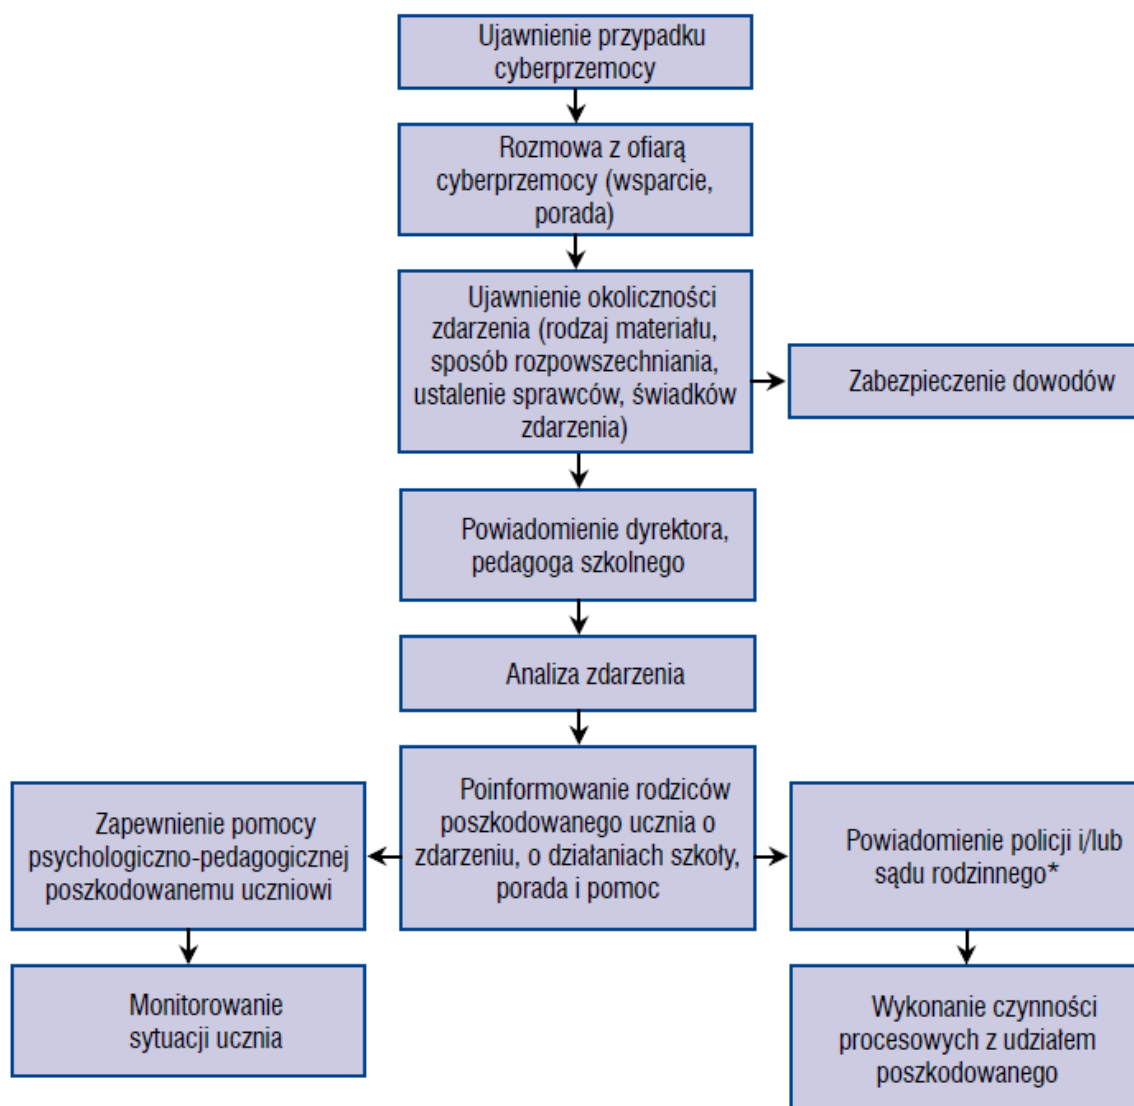 Ujawnienie przypadku
cyberprzemocy
Rozmowa z ofiarą
cyberprzemocy (wsparcie,
porada)
Ujawnienie okoliczności
zdarzenia (rodzaj materiału,
sposób rozpowszechniania,
ustalenie sprawców, świadków
zdarzenia)
Zabezpieczenie dowodów
Powiadomienie dyrektora,
pedagoga szkolnego
Analiza zdarzenia
Poinformowanie rodziców
poszkodowanego ucznia o
zdarzeniu, o działaniach szkoły,
porada i pomoc
Zapewnienie pomocy
psychologiczno-pedagogicznej
poszkodowanemu uczniowi
Powiadomienie policji i/lub
sądu rodzinnego*
Monitorowanie
sytuacji ucznia
Wykonanie czynności
procesowych z udziałem
poszkodowanego